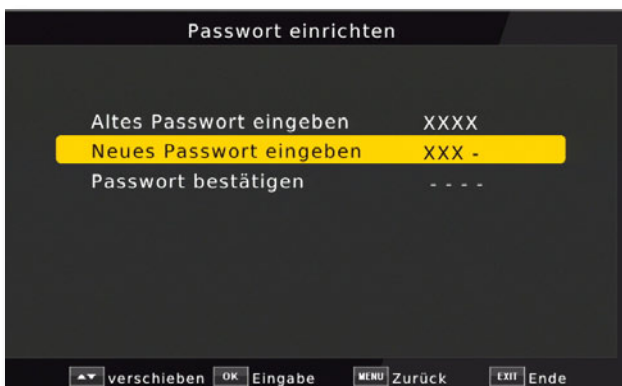 Passwort einrichten
Altes Passwort eingeben XXXX
Neues Passwort eingeben XXX -
Passwort bestätigen - - - -
▲▼ verschieben OK Eingabe MENU Zurück EXIT Ende